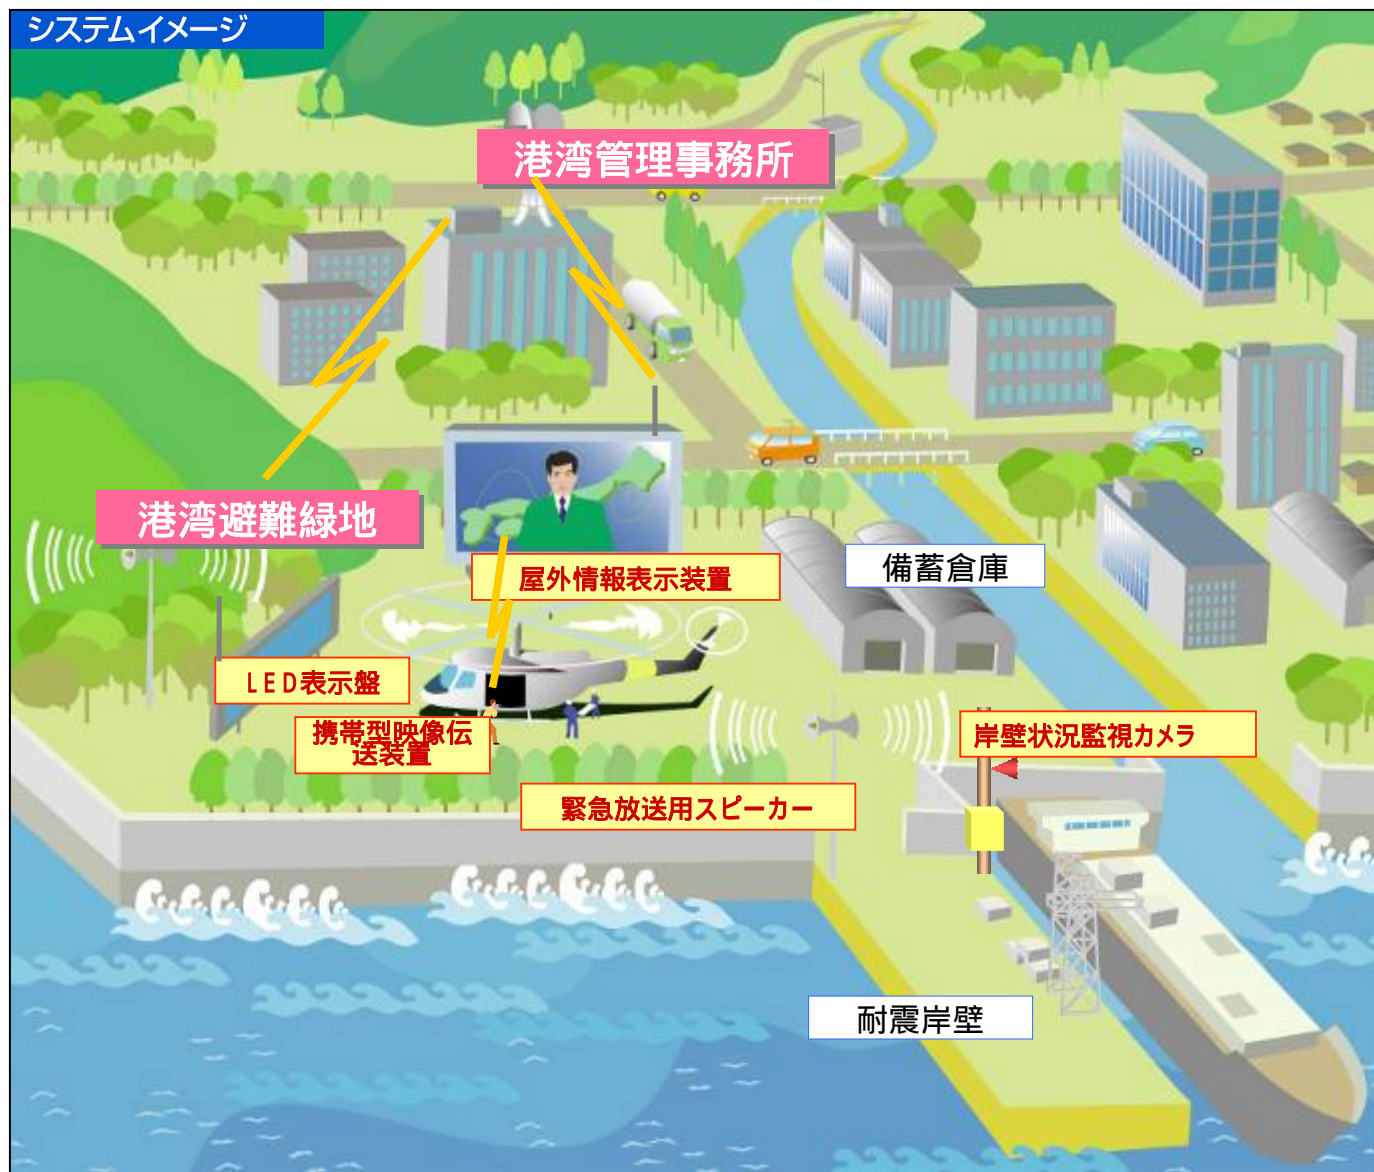 システムイメージ
港湾管理事務所
港湾避難緑地
屋外情報表示装置
備蓄倉庫
LED表示盤
携帯型映像伝
送装置
岸壁状況監視カメラ
緊急放送用スピーカー
耐震岸壁